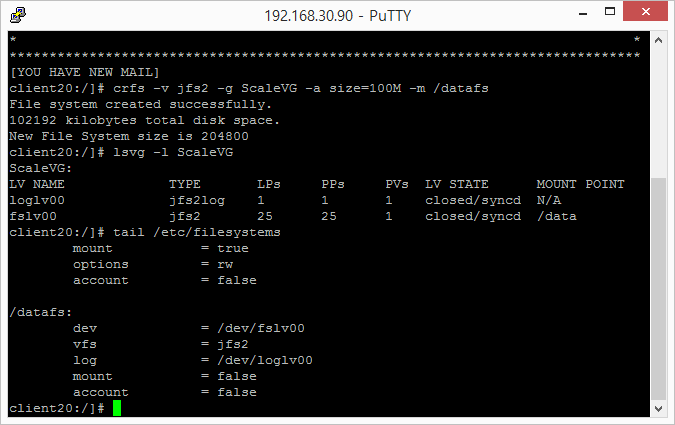 192.168.30.90 - PuTTY
* *
*******************************************************************************
[YOU HAVE NEW MAIL]
client20:/]# crfs -v jfs2 -g ScaleVG -a size=100M -m /datafs
File system created successfully.
102192 kilobytes total disk space.
New File System size is 204800
client20:/]# lsvg -l ScaleVG
ScaleVG:
LV NAME TYPE LPs PPs PVs LV STATE MOUNT POINT
loglv00 jfs2log 1 1 1 closed/syncd N/A
fslv00 jfs2 25 25 1 closed/syncd /data
client20:/]# tail /etc/filesystems
mount = true
options = rw
account = false
/datafs:
dev = /dev/fslv00
vfs = jfs2
log = /dev/loglv00
mount = false
account = false
client20:/]#